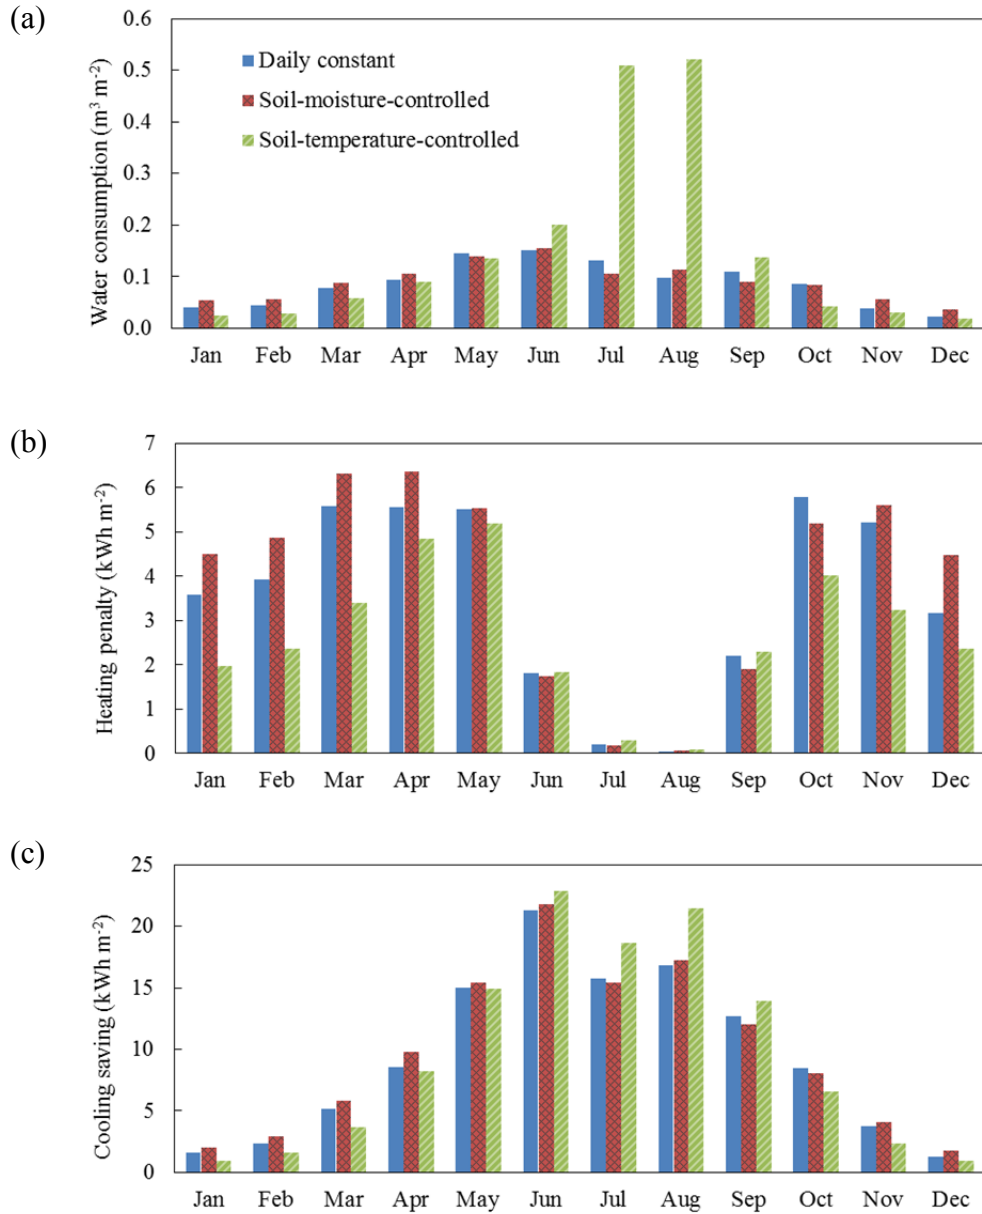 (a)
Water consumption (m³ m⁻²)
0.6
0.5
0.4
0.3
0.2
0.1
0.0
Daily constant
Soil-moisture-controlled
Soil-temperature-controlled
Jan Feb Mar Apr May Jun Jul Aug Sep Oct Nov Dec
(b)
Heating penalty (kWh m⁻²)
7
6
5
4
3
2
1
0
Jan Feb Mar Apr May Jun Jul Aug Sep Oct Nov Dec
(c)
Cooling saving (kWh m⁻²)
25
20
15
10
5
0
Jan Feb Mar Apr May Jun Jul Aug Sep Oct Nov Dec